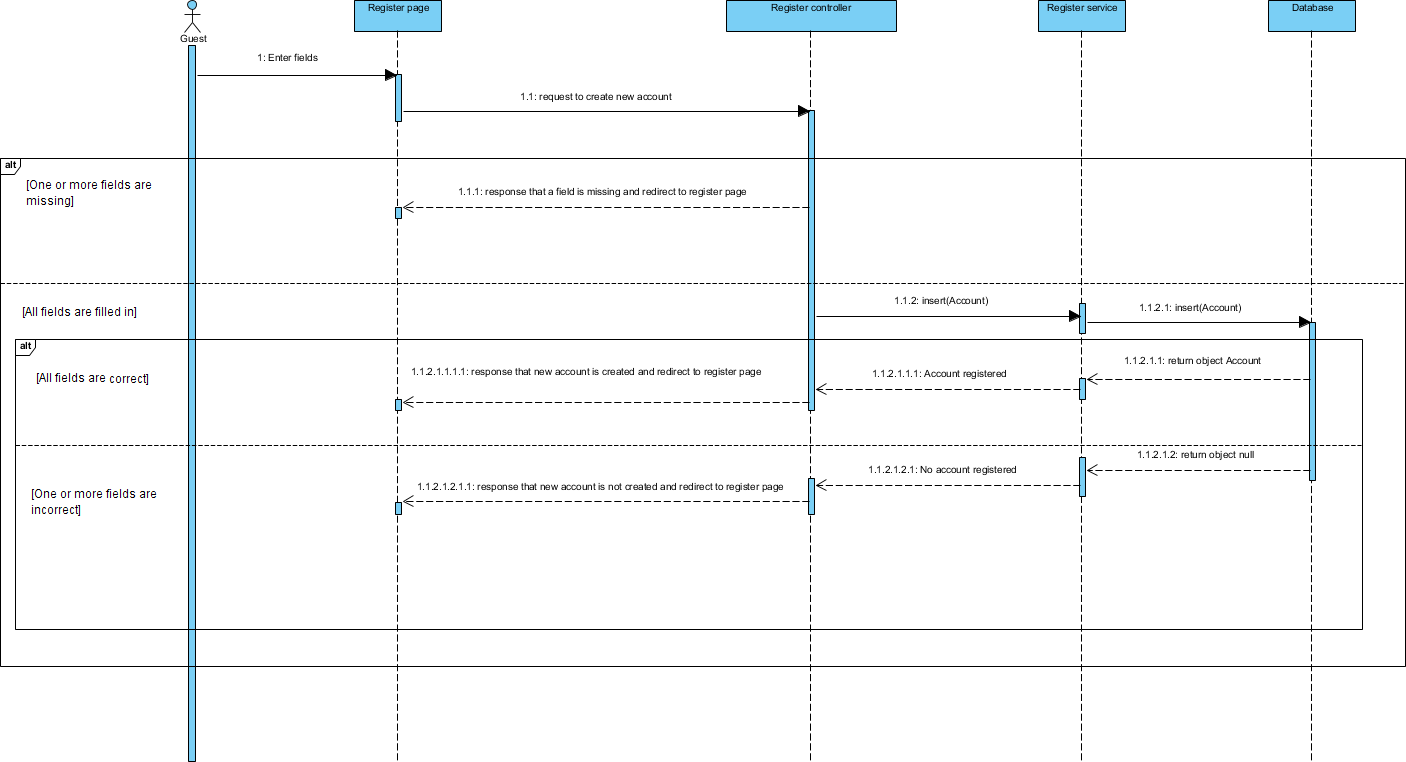 Register page
Register controller
Register service
Database
Guest
1: Enter fields
1.1: request to create new account
alt
[One or more fields are
missing]
1.1.1: response that a field is missing and redirect to register page
[All fields are filled in]
1.1.2: insert(Account)
1.1.2.1: insert(Account)
alt
[All fields are correct]
1.1.2.1.1: return object Account
1.1.2.1.1.1: Account registered
1.1.2.1.1.1.1: response that new account is created and redirect to register page
1.1.2.1.2: return object null
1.1.2.1.2.1: No account registered
1.1.2.1.2.1.1: response that new account is not created and redirect to register page
[One or more fields are
incorrect]